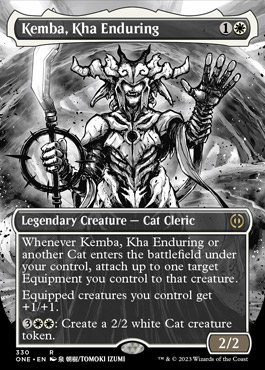 Kemba, Kha Enduring 1
Legendary Creature — Cat Cleric
Whenever Kemba, Kha Enduring or
another Cat enters the battlefield under
your control, attach up to one target
Equipment you control to that creature.
Equipped creatures you control get
+1/+1.
3: Create a 2/2 white Cat creature
token.
2/2
330 R
ONE • EN 泉 朝樹/TOMOKI IZUMI
™ & © 2023 Wizards of the Coast